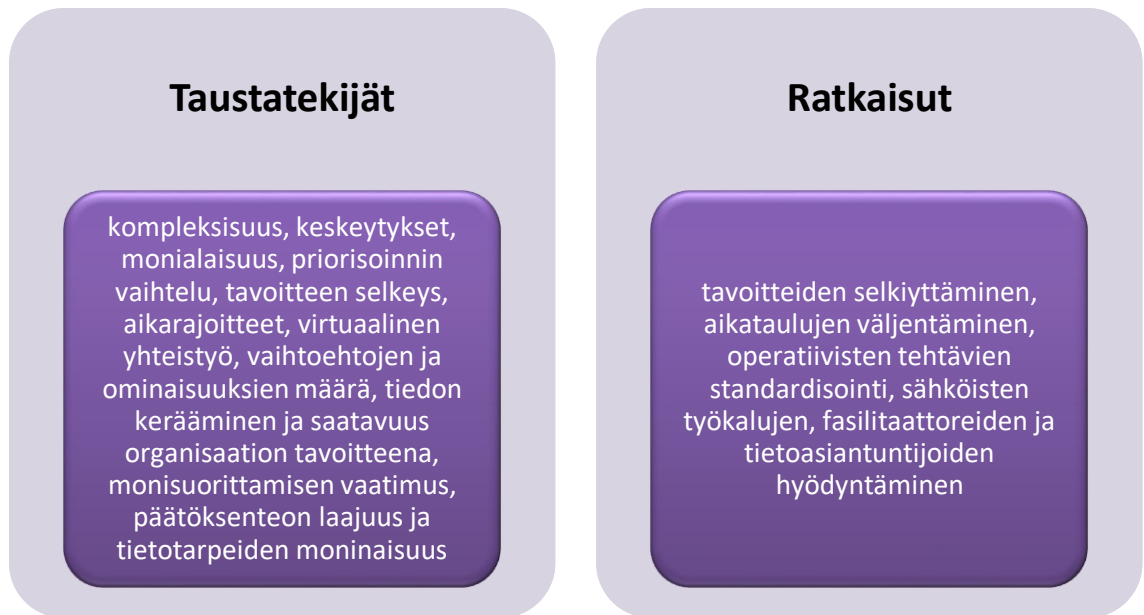 Taustatekijät
kompleksisuus, keskeytykset,
monialaisuus, priorisoinnin
vaihtelu, tavoitteen selkeys,
aikarajoitteet, virtuaalinen
yhteistyö, vaihtoehtojen ja
ominaisuuksien määrä, tiedon
kerääminen ja saatavuus
organisaation tavoitteena,
monisuorittamisen vaatimus,
päätöksenteon laajuus ja
tietotarpeiden moninaisuus
Ratkaisut
tavoitteiden selkiyttäminen,
aikataulujen väljentäminen,
operatiivisten tehtävien
standardisointi, sähköisten
työkalujen, fasilitaattoreiden ja
tietoasiantuntijoiden
hyödyntäminen